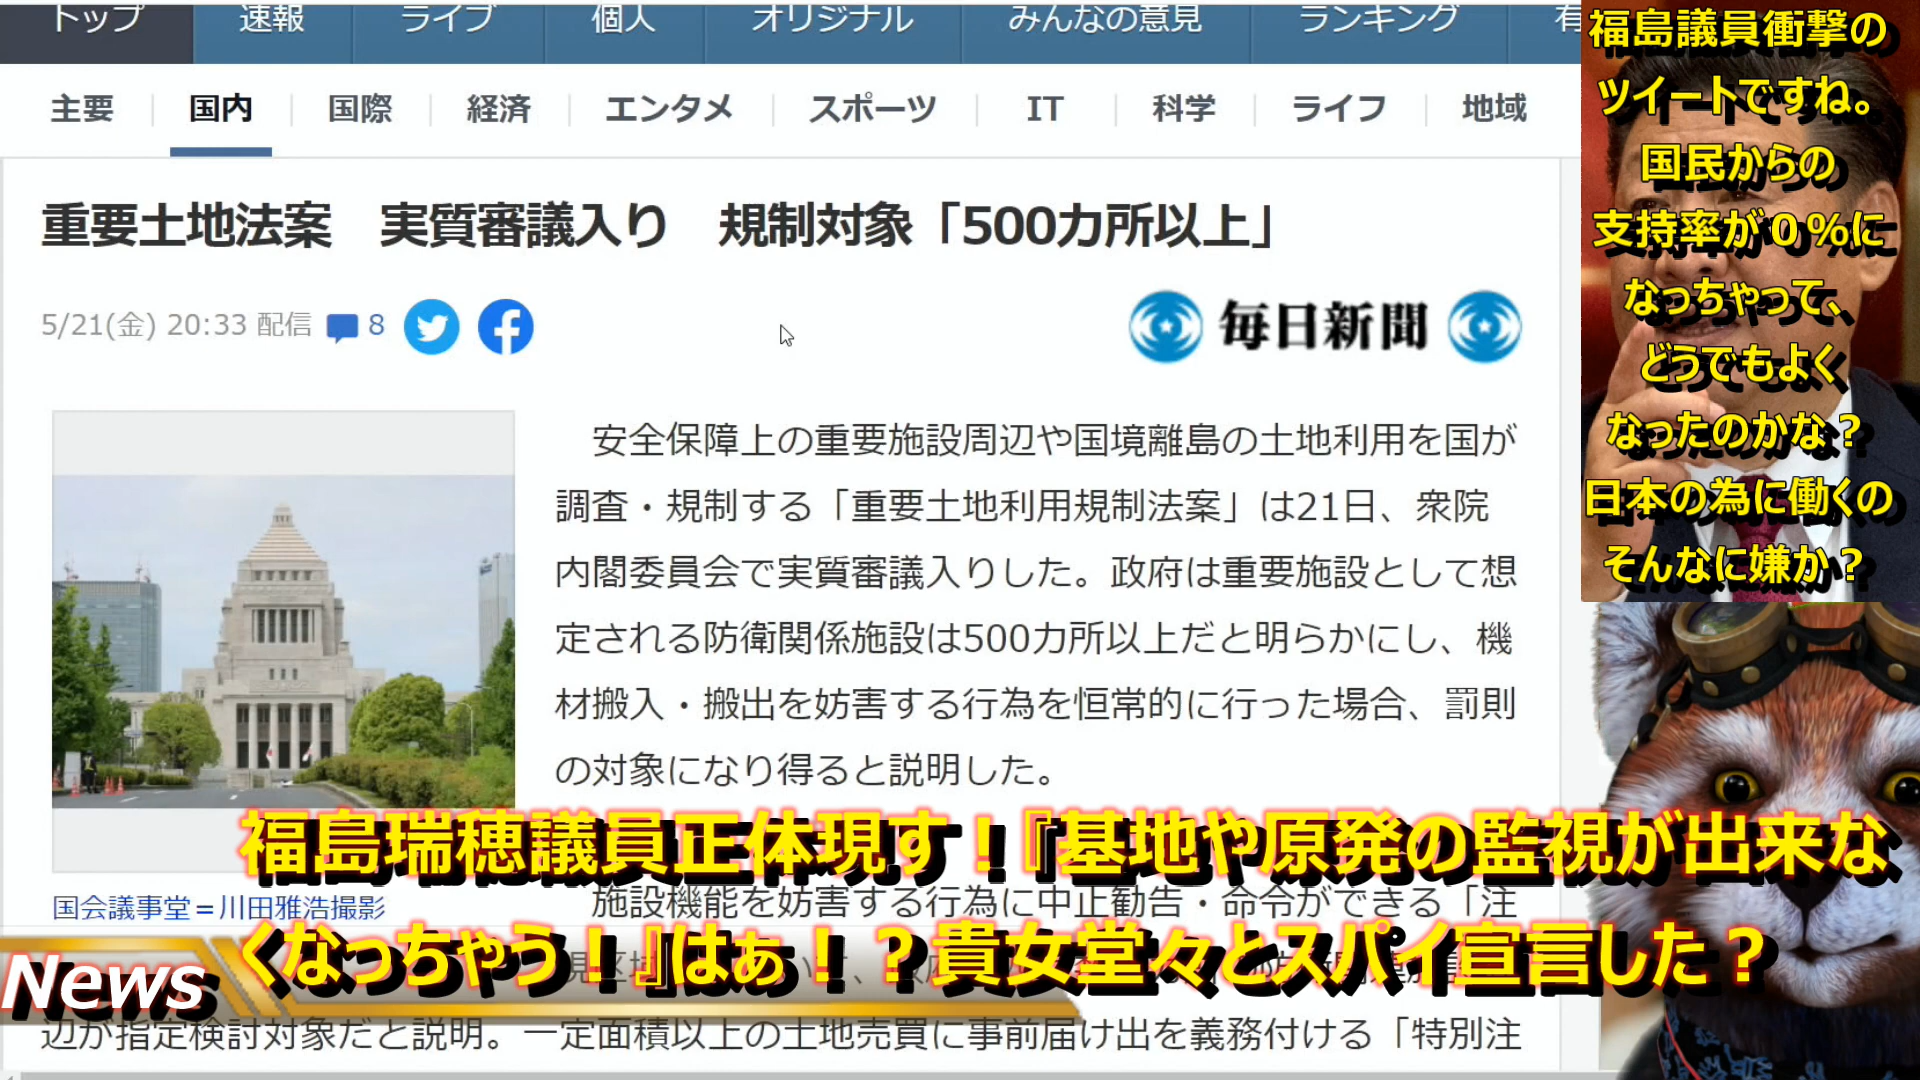 トップ 速報 ライブ 個人 オリジナル みんなの意見 ランキング 有
主要 国内 国際 経済 エンタメ スポーツ IT 科学 ライフ 地域
重要土地法案 実質審議入り 規制対象「500カ所以上」
5/21(金) 20:33 配信 8
毎日新聞
安全保障上の重要施設周辺や国境離島の土地利用を国が
調査・規制する「重要土地利用規制法案」は21日、衆院
内閣委員会で実質審議入りした。政府は重要施設として想
定される防衛関係施設は500カ所以上だと明らかにし、機
材搬入・搬出を妨害する行為を恒常的に行った場合、罰則
の対象になり得ると説明した。
国会議事堂＝川田雅浩撮影
施設機能を妨害する行為に中止勧告・命令ができる「注
辺が指定検討対象だと説明。一定面積以上の土地売買に事前届け出を義務付ける「特別注
福島議員衝撃の
ツイートですね。
国民からの
支持率が０％に
なっちゃって、
どうでもよく
なったのかな？
日本の為に働くの
そんなに嫌か？
福島瑞穂議員正体現す！『基地や原発の監視が出来な
くなっちゃう！』はぁ！？貴女堂々とスパイ宣言した？
News